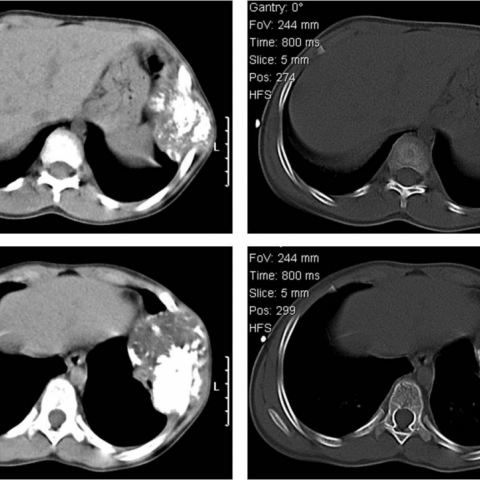 Gantry: 0°
FoV: 244 mm
Time: 800 ms
Slice: 5 mm
Pos: 274
HFS
L
FoV: 244 mm
Time: 800 ms
Slice: 5 mm
Pos: 299
HFS
L